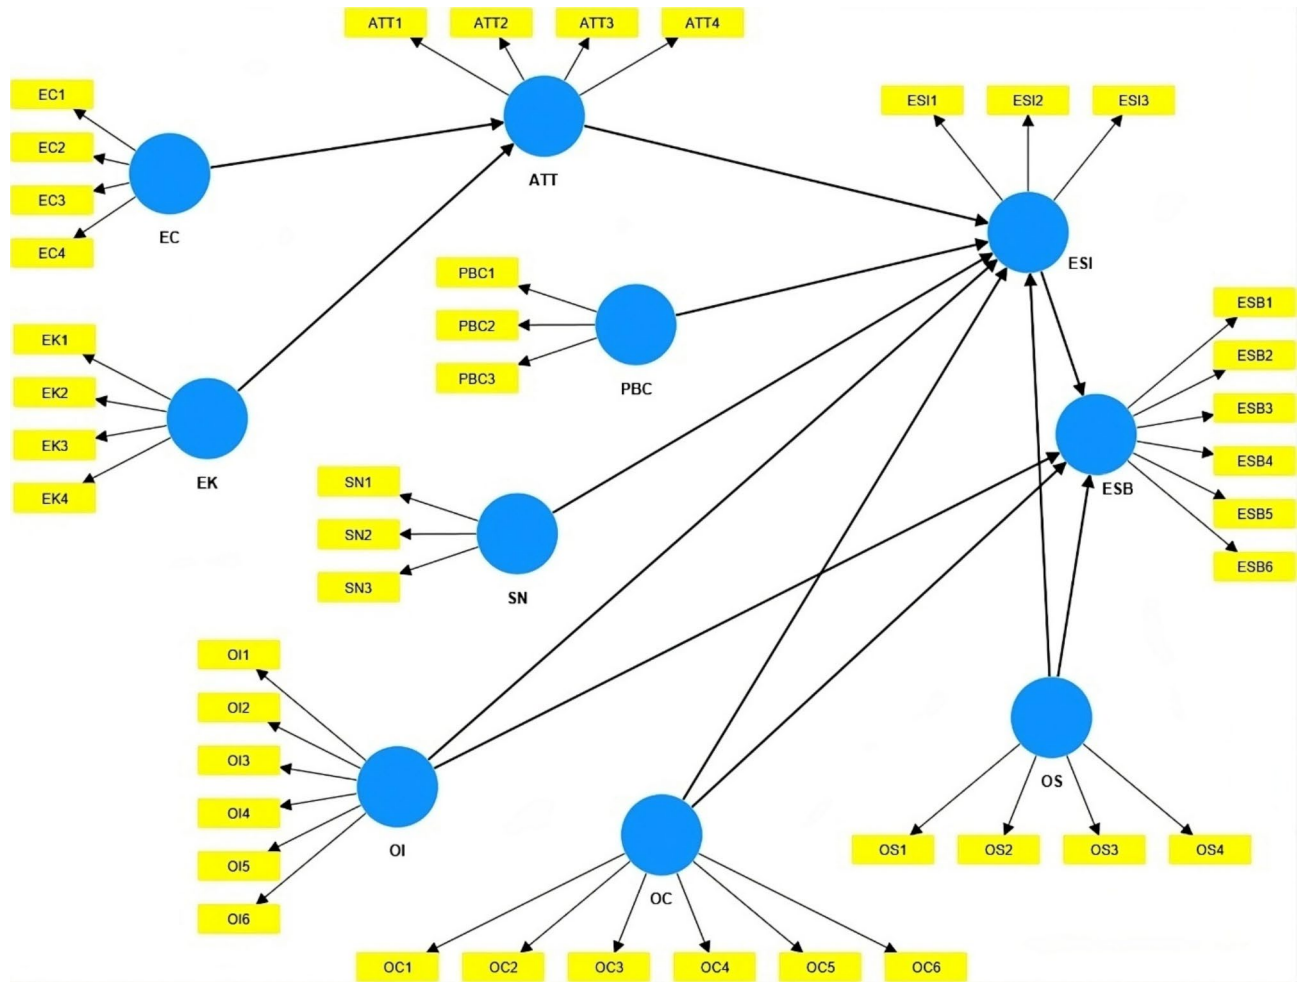 ATT1 ATT2 ATT3 ATT4
EC1
EC2
EC3
EC4
EC
ATT
ESI1 ESI2 ESI3
ESI
PBC1
PBC2
PBC3
PBC
EK1
EK2
EK3
EK4
EK
ESB1
ESB2
ESB3
ESB4
ESB5
ESB6
ESB
SN1
SN2
SN3
SN
OI1
OI2
OI3
OI4
OI5
OI6
OI
OS
OS1 OS2 OS3 OS4
OC
OC1 OC2 OC3 OC4 OC5 OC6